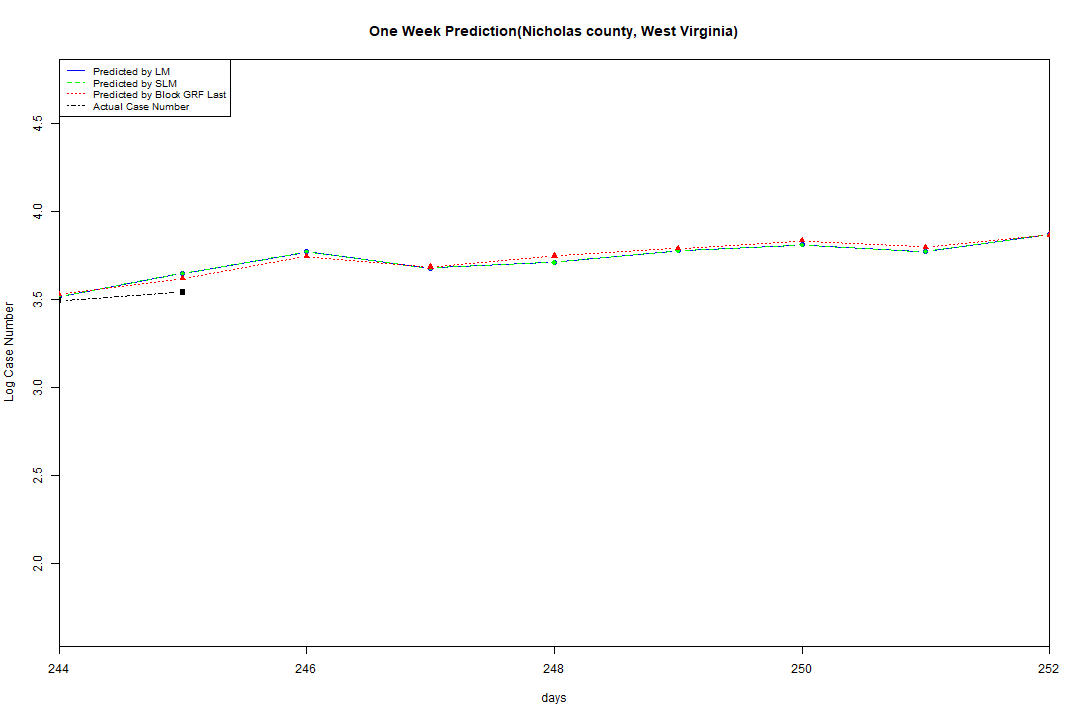 One Week Prediction(Nicholas county, West Virginia)
Predicted by LM
Predicted by SLM
Predicted by Block GRF Last
Actual Case Number
4.5
4.0
3.5
3.0
2.5
2.0
Log Case Number
244 246 248 250 252
days